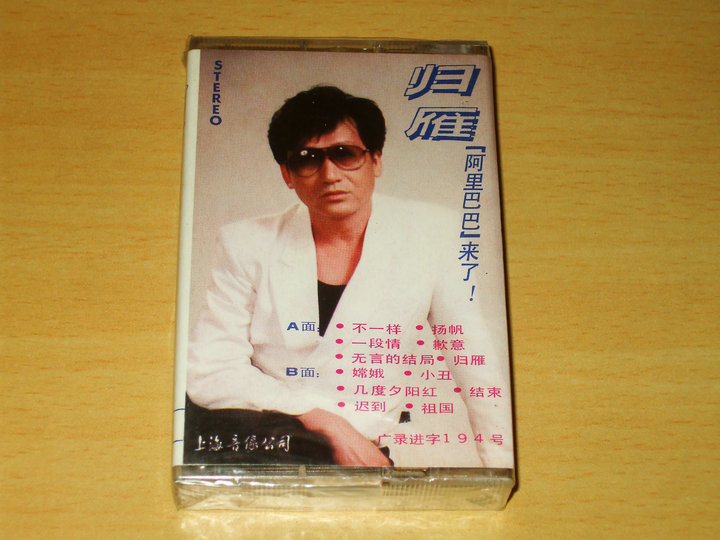 STEREO
归雁
「阿里巴巴」来了！
A面： • 不一样 • 扬帆
• 一段情 • 歉意
• 无言的结局 • 归雁
B面： • 嫦娥 • 小丑
• 几度夕阳红 • 结束
• 迟到 • 祖国
上海音像公司
广录进字194号